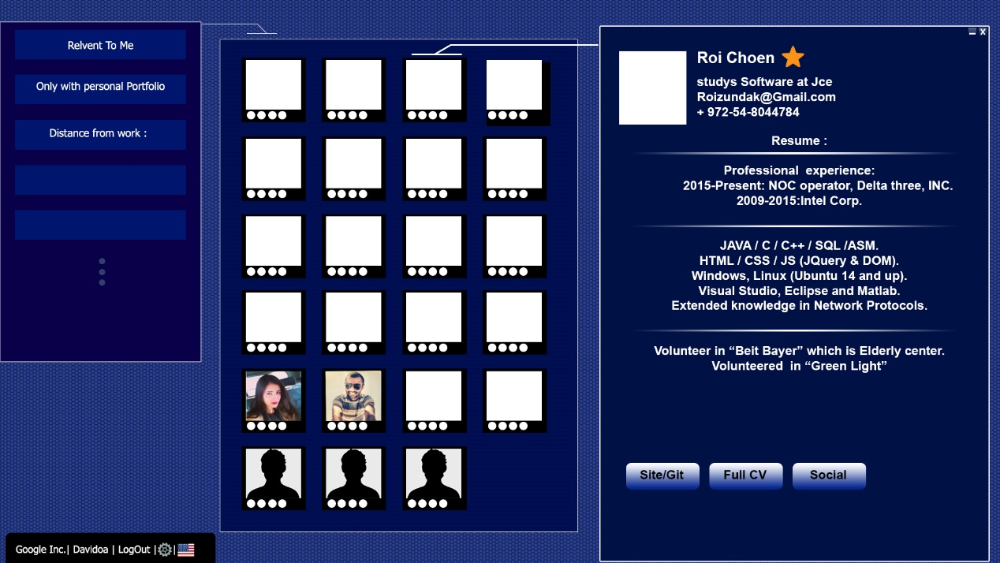 Relvent To Me
Only with personal Portfolio
Distance from work :
X
Roi Choen
studys Software at Jce
Roizundak@Gmail.com
+ 972-54-8044784
Resume :
Professional experience:
2015-Present: NOC operator, Delta three, INC.
2009-2015:Intel Corp.
JAVA / C / C++ / SQL /ASM.
HTML / CSS / JS (JQuery & DOM).
Windows, Linux (Ubuntu 14 and up).
Visual Studio, Eclipse and Matlab.
Extended knowledge in Network Protocols.
Volunteer in “Beit Bayer” which is Elderly center.
Volunteered in “Green Light”
Site/Git
Full CV
Social
Google Inc.| Davidoa | LogOut | |